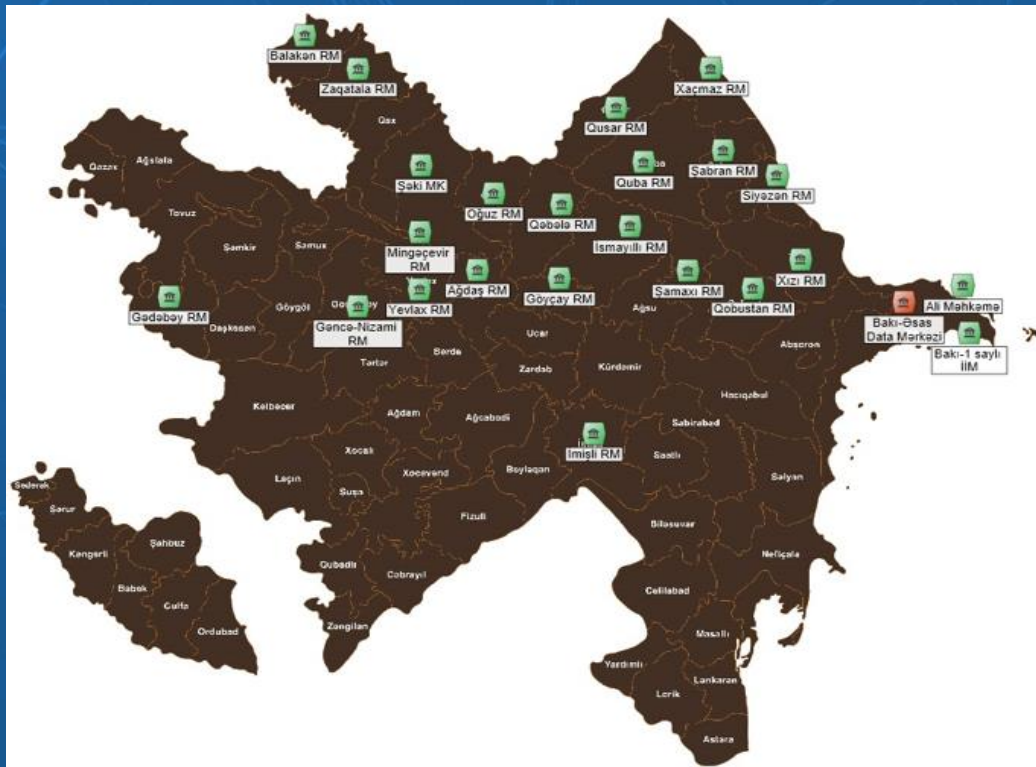 Balakən RM
Zaqatala RM
Xaçmaz RM
Qusar RM
Qax
Ağstafa
Qazax
Şəki MK
Quba RM
Şabran RM
Siyəzən RM
Oğuz RM
Qəbələ RM
Tovuz
Ismayıllı RM
Şəmkir
Samux
Mingəçevir
RM
Xızı RM
Ağdaş RM
Göyçay RM
Şamaxı RM
Qobustan RM
Ali Məhkəmə
Gədəbəy RM
Göygöl
Gəncə-Nizami
RM
Yevlax RM
Ağsu
Bakı-Əsas
Data Mərkəzi
Daşkəsən
Ucar
Abşeron
Bakı-1 saylı
İİM
Tərtər
Bərdə
Zərdab
Kürdəmir
Kəlbəcər
Ağdam
Ağcabədi
Hacıqabul
Sabirabad
Imişli RM
Xocalı
Laçın
Xocavənd
Beyləqan
Saatlı
Salyan
Şuşa
Sədərək
Şərur
Fizuli
Biləsuvar
Kəngərli
Şahbuz
Neftçala
Qubadlı
Cəbrayıl
Babək
Culfa
Cəlilabad
Ordubad
Zəngilan
Masallı
Yardımlı
Lənkəran
Lerik
Astara